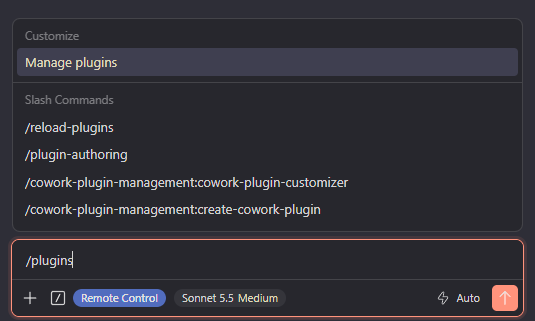 Customize
Manage plugins
Slash Commands
/reload-plugins
/plugin-authoring
/cowork-plugin-management:cowork-plugin-customizer
/cowork-plugin-management:create-cowork-plugin
/plugins
Remote Control Sonnet 5.5 Medium Auto